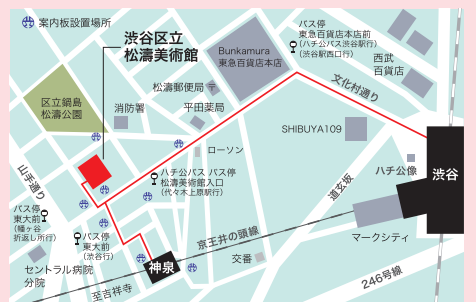 案内板設置場所
渋谷区立
松濤美術館
Bunkamura
東急百貨店本店
バス停
東急百貨店本店前
(ハチ公バス渋谷駅行)
(渋谷駅西口行)
西武
百貨店
文化村通り
区立鍋島
松濤公園
松濤郵便局
消防署
平田薬局
ローソン
SHIBUYA109
ハチ公バス バス停
松濤美術館入口
(代々木上原駅行)
道玄坂
ハチ公像
渋谷
山手通り
バス停
東大前
(幡ヶ谷
折返し所行)
バス停
東大前
(渋谷行)
京王井の頭線
マークシティ
セントラル病院
分院
神泉
交番
246号線
至吉祥寺